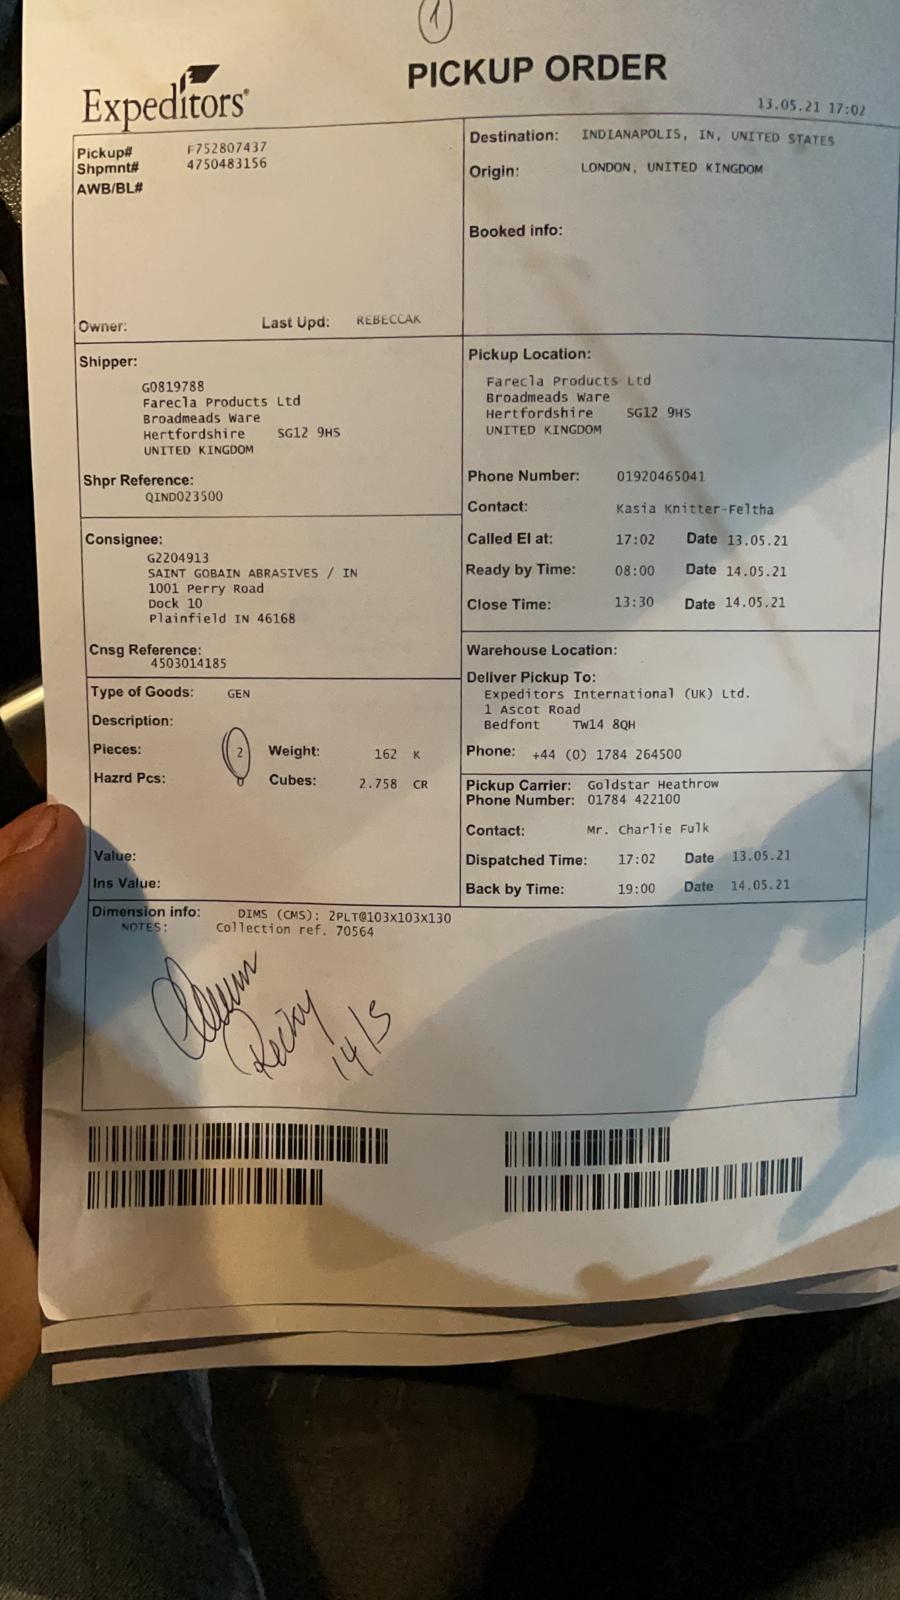 1
Expeditors®
PICKUP ORDER
13.05.21 17:02
Pickup# F752807437
Shpmnt# 4750483156
AWB/BL#
Owner: Last Upd: REBECCAK
Destination: INDIANAPOLIS, IN, UNITED STATES
Origin: LONDON, UNITED KINGDOM
Booked info:
Shipper:
G0819788
Farecla Products Ltd
Broadmeads Ware
Hertfordshire SG12 9HS
UNITED KINGDOM
Shpr Reference:
QIND023500
Pickup Location:
Farecla Products Ltd
Broadmeads Ware
Hertfordshire SG12 9HS
UNITED KINGDOM
Phone Number: 01920465041
Contact: Kasia Knitter-Feltha
Called EI at: 17:02 Date 13.05.21
Ready by Time: 08:00 Date 14.05.21
Close Time: 13:30 Date 14.05.21
Consignee:
G2204913
SAINT GOBAIN ABRASIVES / IN
1001 Perry Road
Dock 10
Plainfield IN 46168
Cnsg Reference:
4503014185
Warehouse Location:
Deliver Pickup To:
Expeditors International (UK) Ltd.
1 Ascot Road
Bedfont TW14 8QH
Phone: +44 (0) 1784 264500
Type of Goods: GEN
Description:
Pieces: 2 Weight: 162 K
Hazrd Pcs: 0 Cubes: 2.758 CR
Value:
Ins Value:
Pickup Carrier: Goldstar Heathrow
Phone Number: 01784 422100
Contact: Mr. Charlie Fulk
Dispatched Time: 17:02 Date 13.05.21
Back by Time: 19:00 Date 14.05.21
Dimension info: DIMS (CMS): 2PLT@103X103X130
NOTES: Collection ref. 70564
14/5